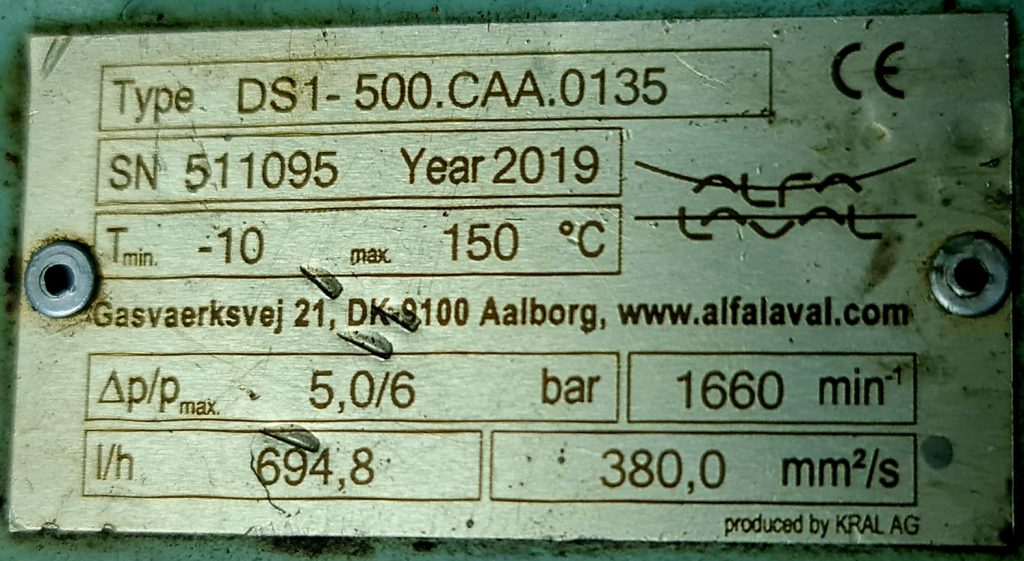 Type DS1-500.CAA.0135
CE
SN 511095 Year 2019
ALFA
LAVAL
Tmin. -10 max. 150 °C
Gasvaerksvej 21, DK-9100 Aalborg, www.alfalaval.com
Δp/pmax. 5,0/6 bar 1660 min⁻¹
l/h 694,8 380,0 mm²/s
produced by KRAL AG